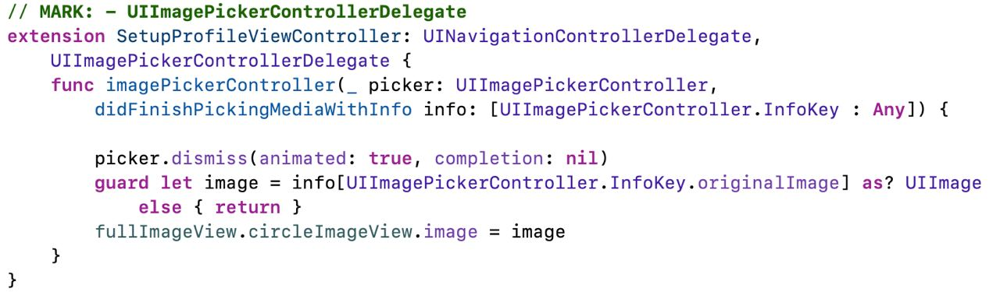 // MARK: - UIImagePickerControllerDelegate
extension SetupProfileViewController: UINavigationControllerDelegate,
    UIImagePickerControllerDelegate {
    func imagePickerController(_ picker: UIImagePickerController,
        didFinishPickingMediaWithInfo info: [UIImagePickerController.InfoKey : Any]) {

        picker.dismiss(animated: true, completion: nil)
        guard let image = info[UIImagePickerController.InfoKey.originalImage] as? UIImage
            else { return }
        fullImageView.circleImageView.image = image
    }
}